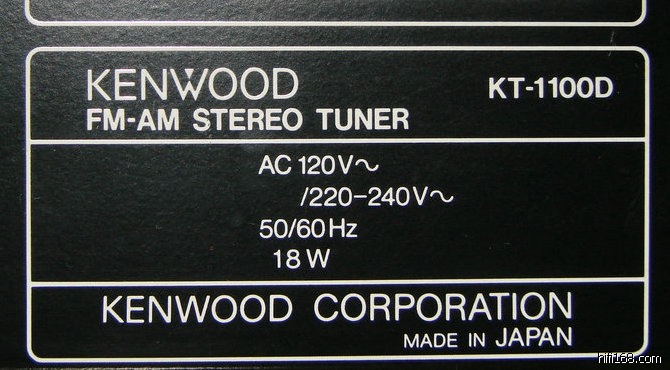 KENWOOD KT-1100D
FM-AM STEREO TUNER
AC 120V~
/220-240V~
50/60Hz
18 W
KENWOOD CORPORATION
MADE IN JAPAN
hifi168.com